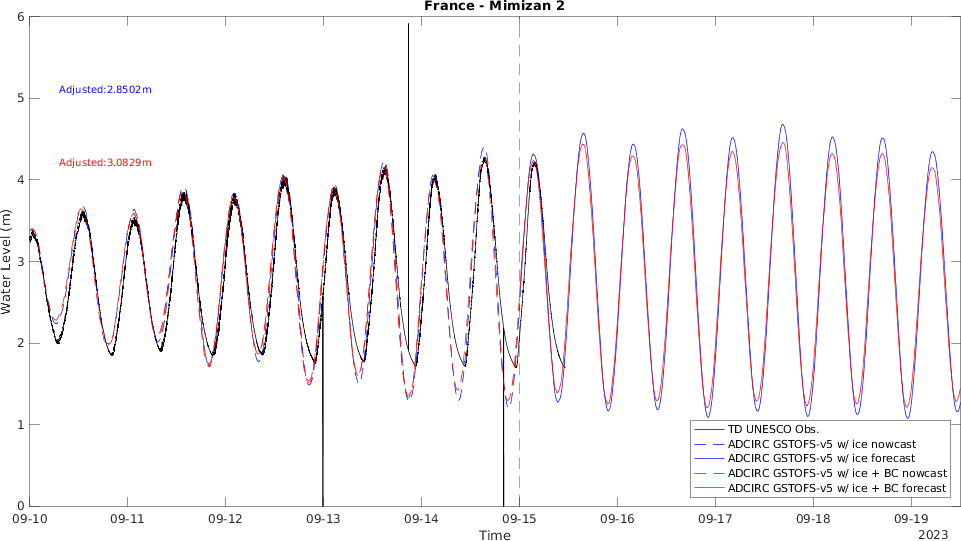 France - Mimizan 2
6
5
4
3
2
1
0
Water Level (m)
Adjusted:2.8502m
Adjusted:3.0829m
TD UNESCO Obs.
ADCIRC GSTOFS-v5 w/ ice nowcast
ADCIRC GSTOFS-v5 w/ ice forecast
ADCIRC GSTOFS-v5 w/ ice + BC nowcast
ADCIRC GSTOFS-v5 w/ ice + BC forecast
09-10 09-11 09-12 09-13 09-14 09-15 09-16 09-17 09-18 09-19
Time
2023